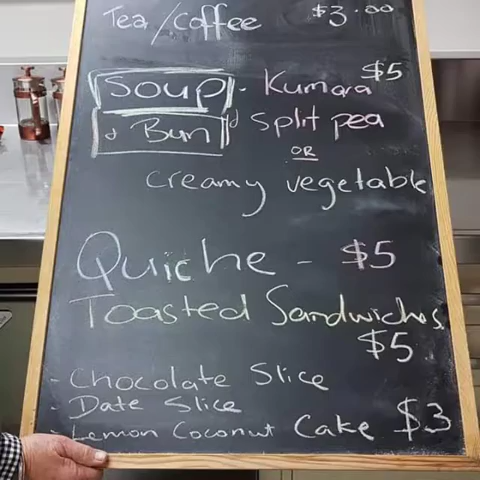 Tea/coffee $3.00
Soup - Kumara $5
& Bun & split pea
OR
creamy vegetable
Quiche - $5
Toasted Sandwiches
$5
- Chocolate Slice
- Date Slice
- Lemon Coconut Cake $3